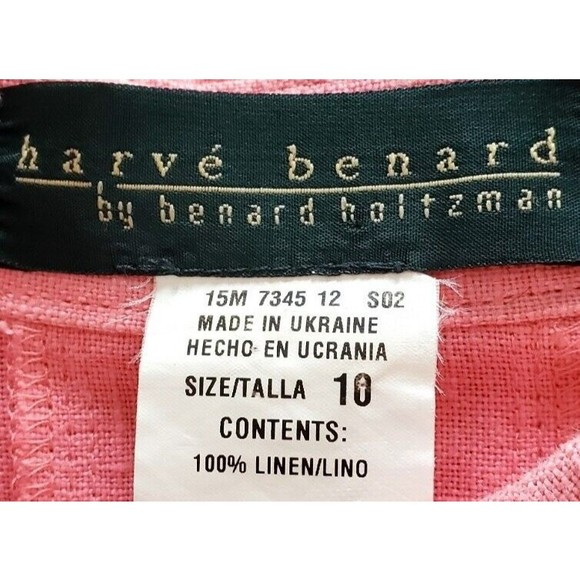 harvé benard
by benard holtzman
15M 7345 12 S02
MADE IN UKRAINE
HECHO EN UCRANIA
SIZE/TALLA 10
CONTENTS:
100% LINEN/LINO